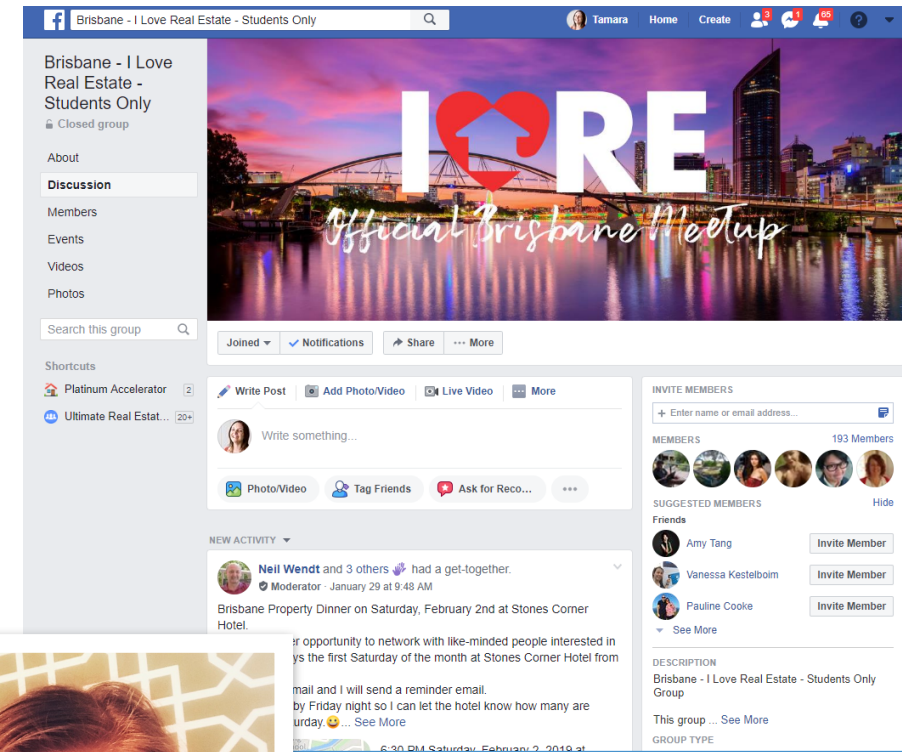 Brisbane - I Love Real Estate - Students Only
Tamara Home Create 3 1 65
Brisbane - I Love
Real Estate -
Students Only
Closed group
About
Discussion
Members
Events
Videos
Photos
Search this group
Shortcuts
Platinum Accelerator 2
Ultimate Real Estat... 20+
I RE
Official Brisbane MeetUp
Joined Notifications Share More
Write Post Add Photo/Video Live Video More
Write something...
Photo/Video Tag Friends Ask for Reco...
NEW ACTIVITY
Neil Wendt and 3 others had a get-together.
Moderator · January 29 at 9:48 AM
Brisbane Property Dinner on Saturday, February 2nd at Stones Corner
Hotel.
opportunity to network with like-minded people interested in
the first Saturday of the month at Stones Corner Hotel from
and I will send a reminder email.
by Friday night so I can let the hotel know how many are
... See More
6:30 PM Saturday, February 2, 2019 at
INVITE MEMBERS
+ Enter name or email address...
MEMBERS 193 Members
SUGGESTED MEMBERS Hide
Friends
Amy Tang Invite Member
Vanessa Kestelboim Invite Member
Pauline Cooke Invite Member
See More
DESCRIPTION
Brisbane - I Love Real Estate - Students Only
Group
This group ... See More
GROUP TYPE